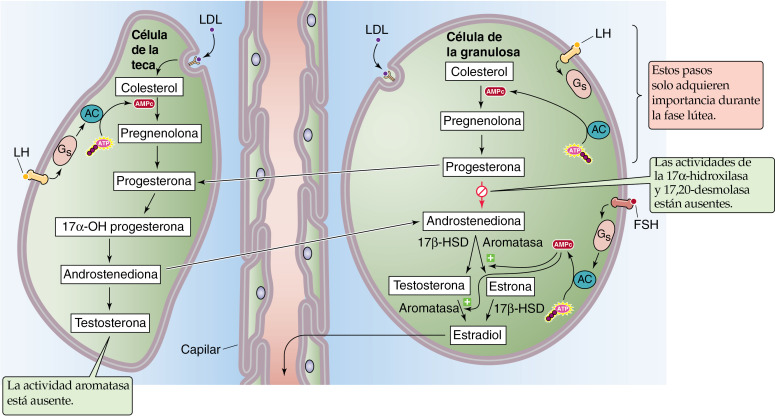 LDL
Célula
de la
teca
Colesterol
AMPc
AC
Gs
ATP
LH
Pregnenolona
Progesterona
17α-OH progesterona
Androstenediona
Testosterona
La actividad aromatasa
está ausente.
Capilar
LDL
Célula de
la granulosa
Colesterol
AMPc
Pregnenolona
Progesterona
LH
Gs
AC
ATP
Estos pasos
solo adquieren
importancia durante
la fase lútea.
Las actividades de
la 17α-hidroxilasa
y 17,20-desmolasa
están ausentes.
Androstenediona
17β-HSD Aromatasa
FSH
Gs
AMPc
AC
ATP
+
Testosterona
Estrona
+
Aromatasa
17β-HSD
Estradiol